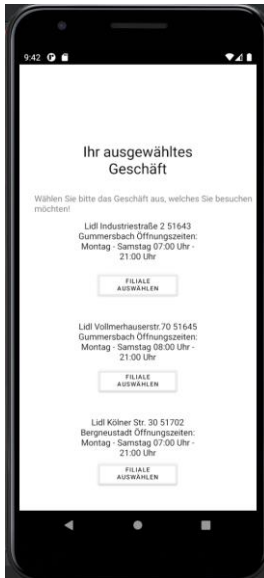 9:42
Ihr ausgewähltes
Geschäft
Wählen Sie bitte das Geschäft aus, welches Sie besuchen
möchten!
Lidl Industriestraße 2 51643
Gummersbach Öffnungszeiten:
Montag - Samstag 07:00 Uhr -
21:00 Uhr
FILIALE
AUSWÄHLEN
Lidl Vollmerhauserstr.70 51645
Gummersbach Öffnungszeiten:
Montag - Samstag 08:00 Uhr -
21:00 Uhr
FILIALE
AUSWÄHLEN
Lidl Kölner Str. 30 51702
Bergneustadt Öffnungszeiten:
Montag - Samstag 07:00 Uhr -
21:00 Uhr
FILIALE
AUSWÄHLEN